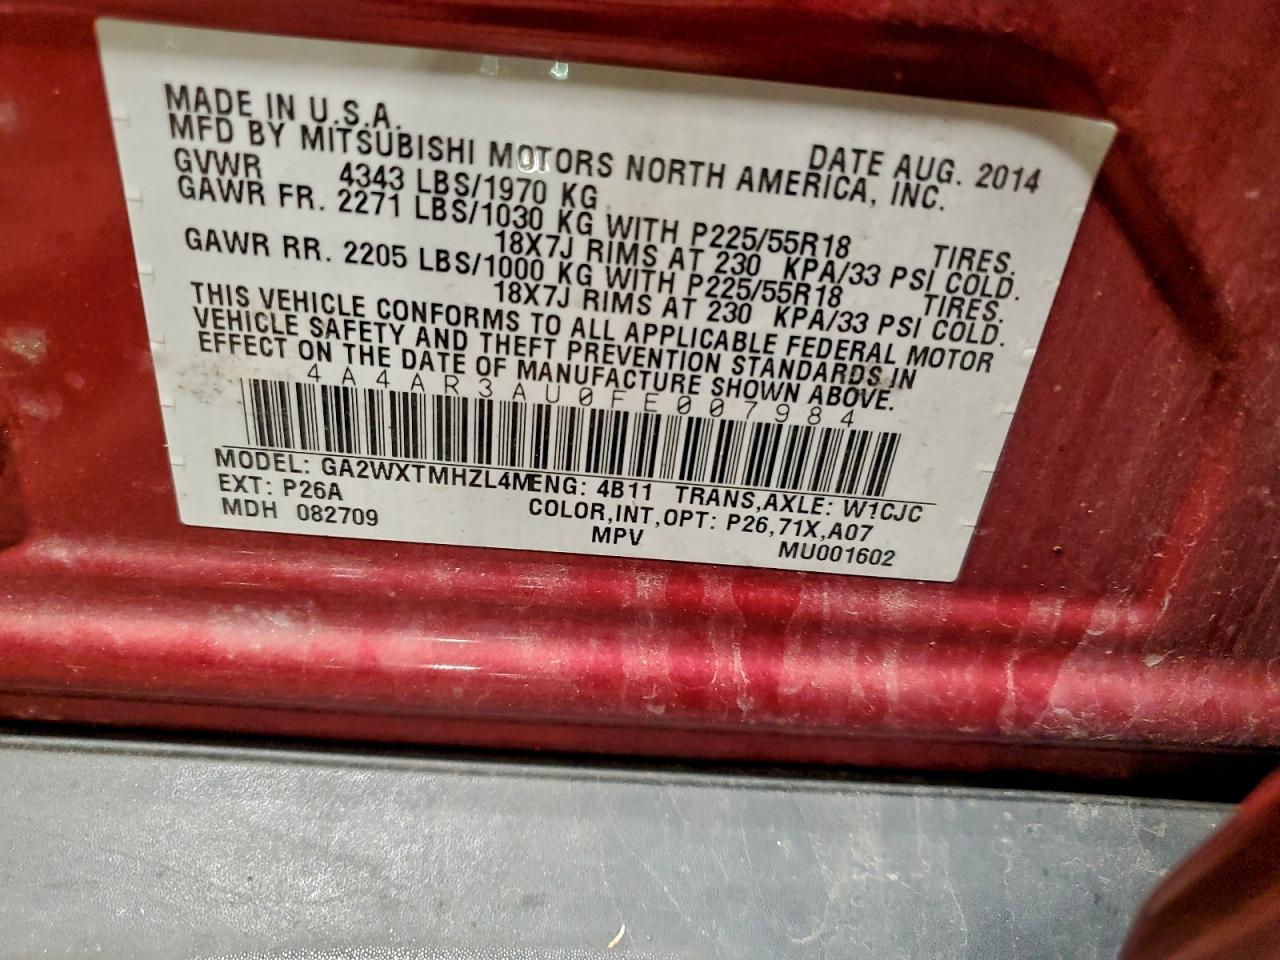 MADE IN U.S.A. DATE AUG. 2014
MFD BY MITSUBISHI MOTORS NORTH AMERICA, INC.
GVWR 4343 LBS/1970 KG
GAWR FR. 2271 LBS/1030 KG WITH P225/55R18 TIRES.
18X7J RIMS AT 230 KPA/33 PSI COLD.
GAWR RR. 2205 LBS/1000 KG WITH P225/55R18 TIRES.
18X7J RIMS AT 230 KPA/33 PSI COLD.
THIS VEHICLE CONFORMS TO ALL APPLICABLE FEDERAL MOTOR
VEHICLE SAFETY AND THEFT PREVENTION STANDARDS IN
EFFECT ON THE DATE OF MANUFACTURE SHOWN ABOVE.
4A4AR3AU0FE007984
MODEL: GA2WXTMHZL4M ENG: 4B11 TRANS,AXLE: W1CJC
EXT: P26A COLOR,INT,OPT: P26,71X,A07
MDH 082709 MPV MU001602